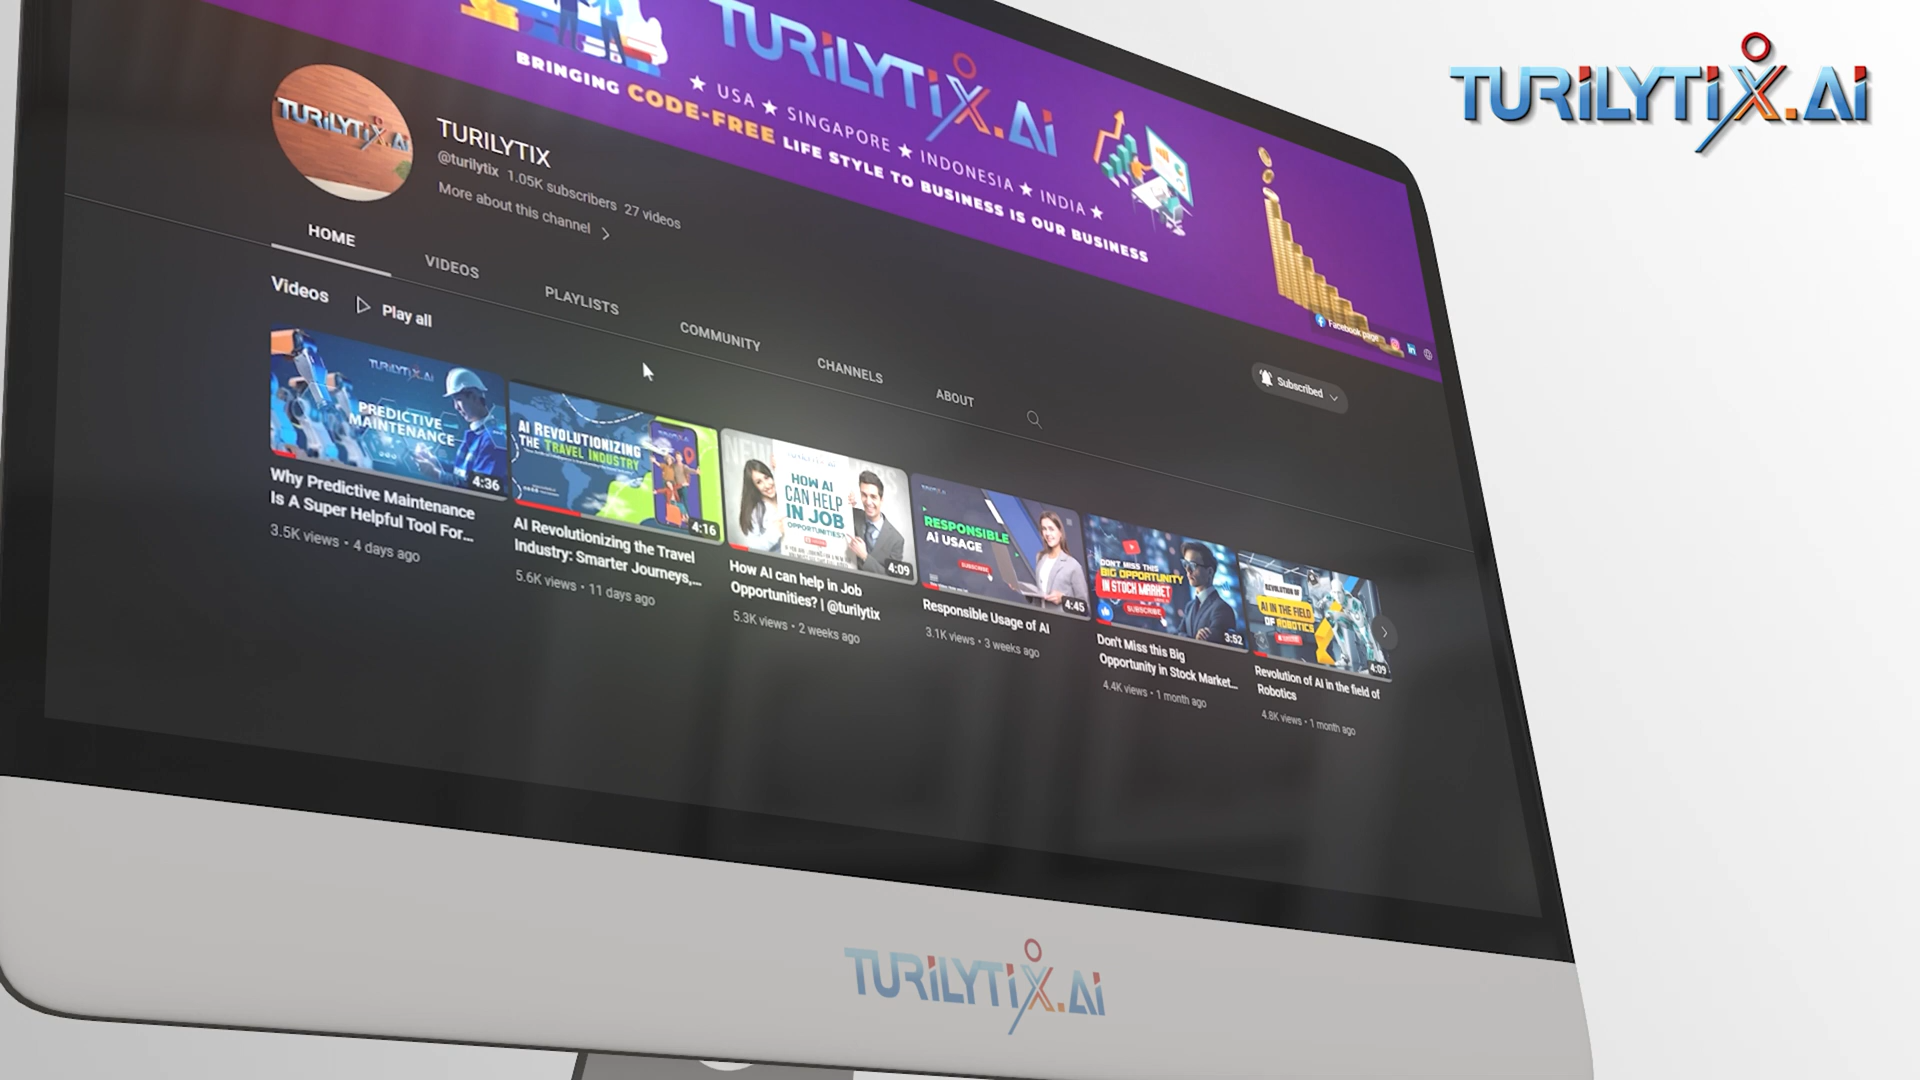 TURILYTIX.AI
TURILYTIX.AI
★ USA ★ SINGAPORE ★ INDONESIA ★ INDIA ★
BRINGING CODE-FREE LIFE STYLE TO BUSINESS IS OUR BUSINESS
Facebook page
TURILYTIX.AI
TURILYTIX
@turilytix 1.05K subscribers 27 videos
More about this channel >
Subscribed
HOME VIDEOS PLAYLISTS COMMUNITY CHANNELS ABOUT
Videos Play all
TURILYTIX.AI
PREDICTIVE
MAINTENANCE
4:36
Why Predictive Maintenance
Is A Super Helpful Tool For...
3.5K views • 4 days ago
AI REVOLUTIONIZING
THE TRAVEL INDUSTRY
4:16
AI Revolutionizing the Travel
Industry: Smarter Journeys,...
5.6K views • 11 days ago
HOW AI
CAN HELP
IN JOB
OPPORTUNITIES?
4:09
How AI can help in Job
Opportunities? | @turilytix
5.3K views • 2 weeks ago
RESPONSIBLE
AI USAGE
SUBSCRIBE
4:45
Responsible Usage of AI
3.1K views • 3 weeks ago
DON'T MISS THIS
BIG OPPORTUNITY
IN STOCK MARKET
SUBSCRIBE
3:52
Don't Miss this Big
Opportunity in Stock Market...
4.4K views • 1 month ago
REVOLUTION OF
AI IN THE FIELD
OF ROBOTICS
4:09
Revolution of AI in the field of
Robotics
4.8K views • 1 month ago
TURILYTIX.AI